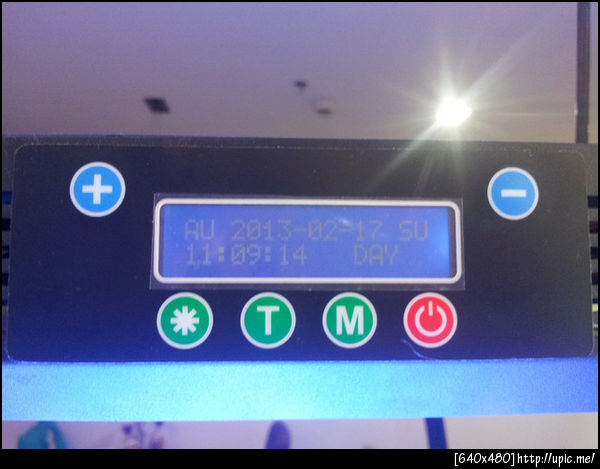 AU 2013-02-17 SU
11:09:14 DAY
T M
[640x480]http://upic.me/